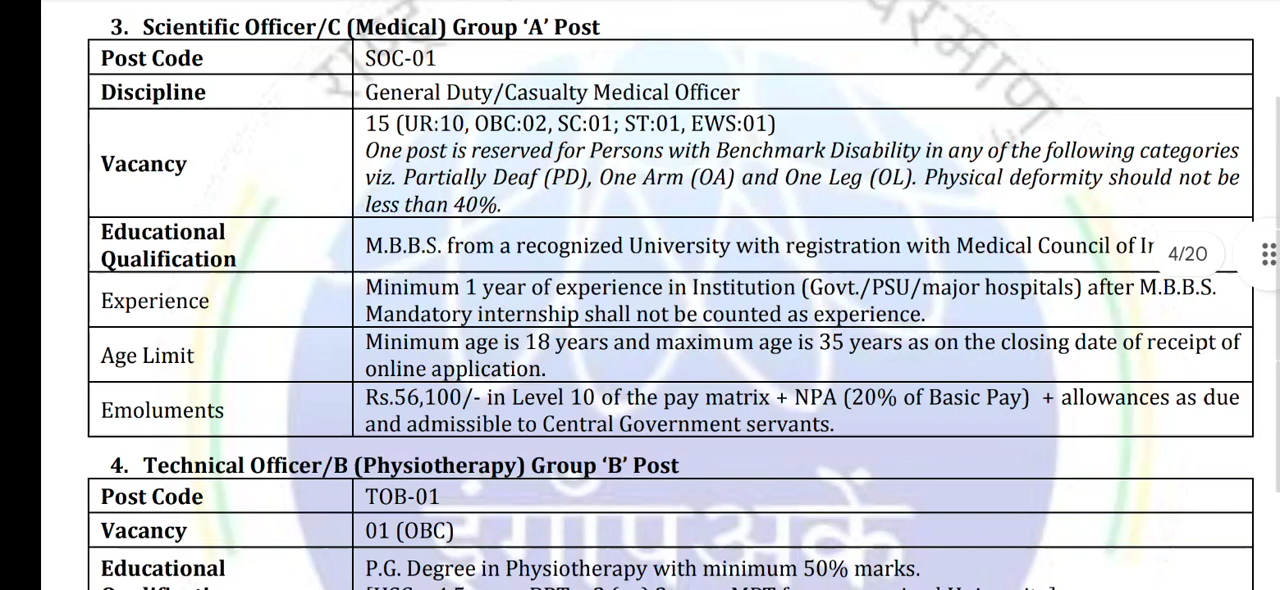 3. Scientific Officer/C (Medical) Group ‘A’ Post
Post Code SOC-01
Discipline General Duty/Casualty Medical Officer
Vacancy 15 (UR:10, OBC:02, SC:01; ST:01, EWS:01)
One post is reserved for Persons with Benchmark Disability in any of the following categories
viz. Partially Deaf (PD), One Arm (OA) and One Leg (OL). Physical deformity should not be
less than 40%.
Educational
Qualification
M.B.B.S. from a recognized University with registration with Medical Council of
4/20
Experience
Minimum 1 year of experience in Institution (Govt./PSU/major hospitals) after M.B.B.S.
Mandatory internship shall not be counted as experience.
Age Limit
Minimum age is 18 years and maximum age is 35 years as on the closing date of receipt of
online application.
Emoluments
Rs.56,100/- in Level 10 of the pay matrix + NPA (20% of Basic Pay) + allowances as due
and admissible to Central Government servants.
4. Technical Officer/B (Physiotherapy) Group ‘B’ Post
Post Code TOB-01
Vacancy 01 (OBC)
Educational P.G. Degree in Physiotherapy with minimum 50% marks.